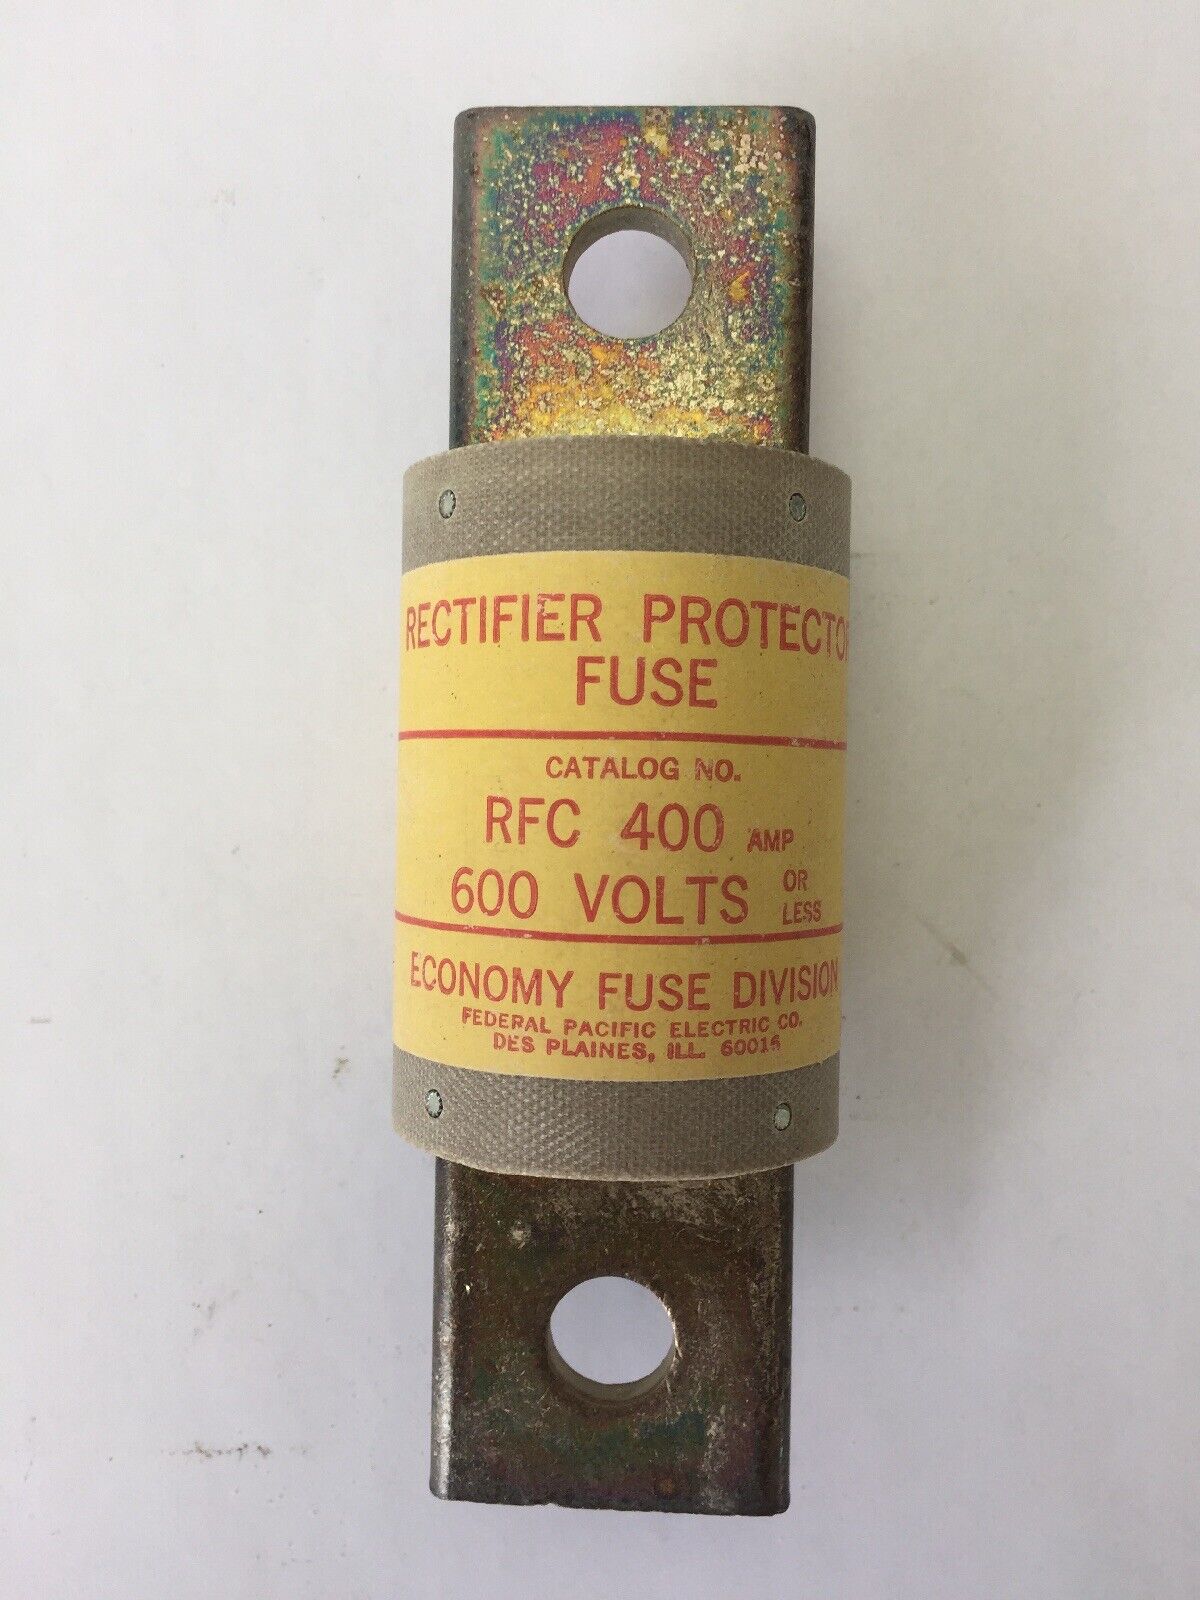 RECTIFIER PROTECTOR
FUSE
CATALOG NO.
RFC 400 AMP
600 VOLTS OR LESS
ECONOMY FUSE DIVISION
FEDERAL PACIFIC ELECTRIC CO.
DES PLAINES, ILL. 60016